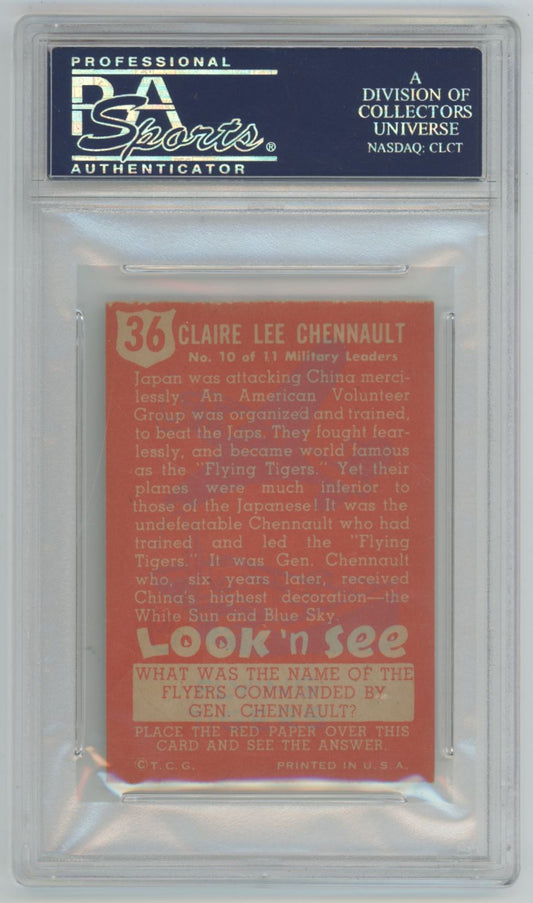 PROFESSIONAL
PSA
Sports®
AUTHENTICATOR
A
DIVISION OF
COLLECTORS
UNIVERSE
NASDAQ: CLCT
36 CLAIRE LEE CHENNAULT
No. 10 of 11 Military Leaders
Japan was attacking China merci-
lessly. An American Volunteer
Group was organized and trained,
to beat the Japs. They fought fear-
lessly, and became world famous
as the "Flying Tigers." Yet their
planes were much inferior to
those of the Japanese! It was the
undefeatable Chennault who had
trained and led the "Flying
Tigers." It was Gen. Chennault
who, six years later, received
China's highest decoration—the
White Sun and Blue Sky.
LOOK 'n SEE
WHAT WAS THE NAME OF THE
FLYERS COMMANDED BY
GEN. CHENNAULT?
PLACE THE RED PAPER OVER THIS
CARD AND SEE THE ANSWER.
© T.C.G. PRINTED IN U.S.A.